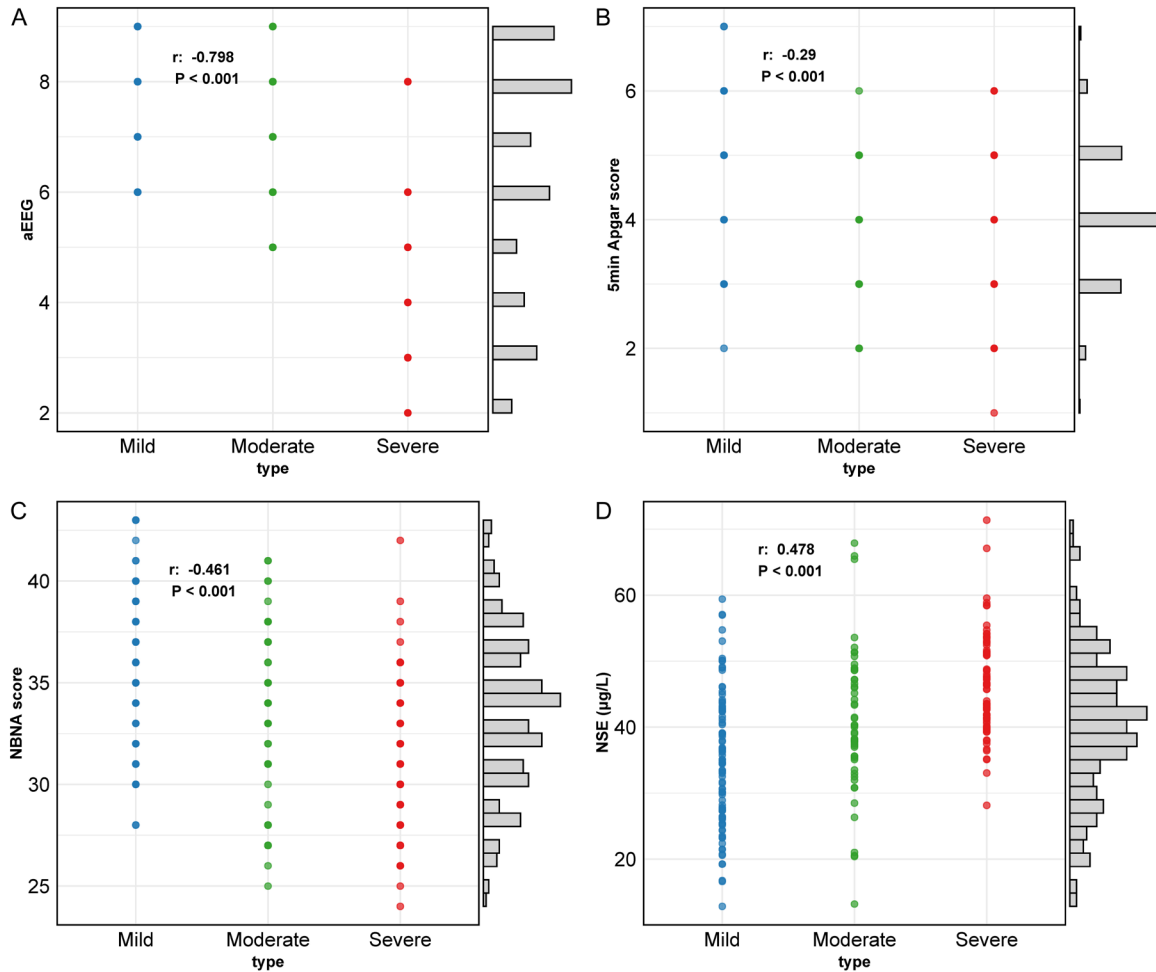 A
aEEG
8
6
4
2
r: -0.798
P < 0.001
Mild
Moderate
Severe
type
B
5min Apgar score
6
4
2
r: -0.29
P < 0.001
Mild
Moderate
Severe
type
C
NBNA score
40
35
30
25
r: -0.461
P < 0.001
Mild
Moderate
Severe
type
D
NSE (μg/L)
60
40
20
r: 0.478
P < 0.001
Mild
Moderate
Severe
type